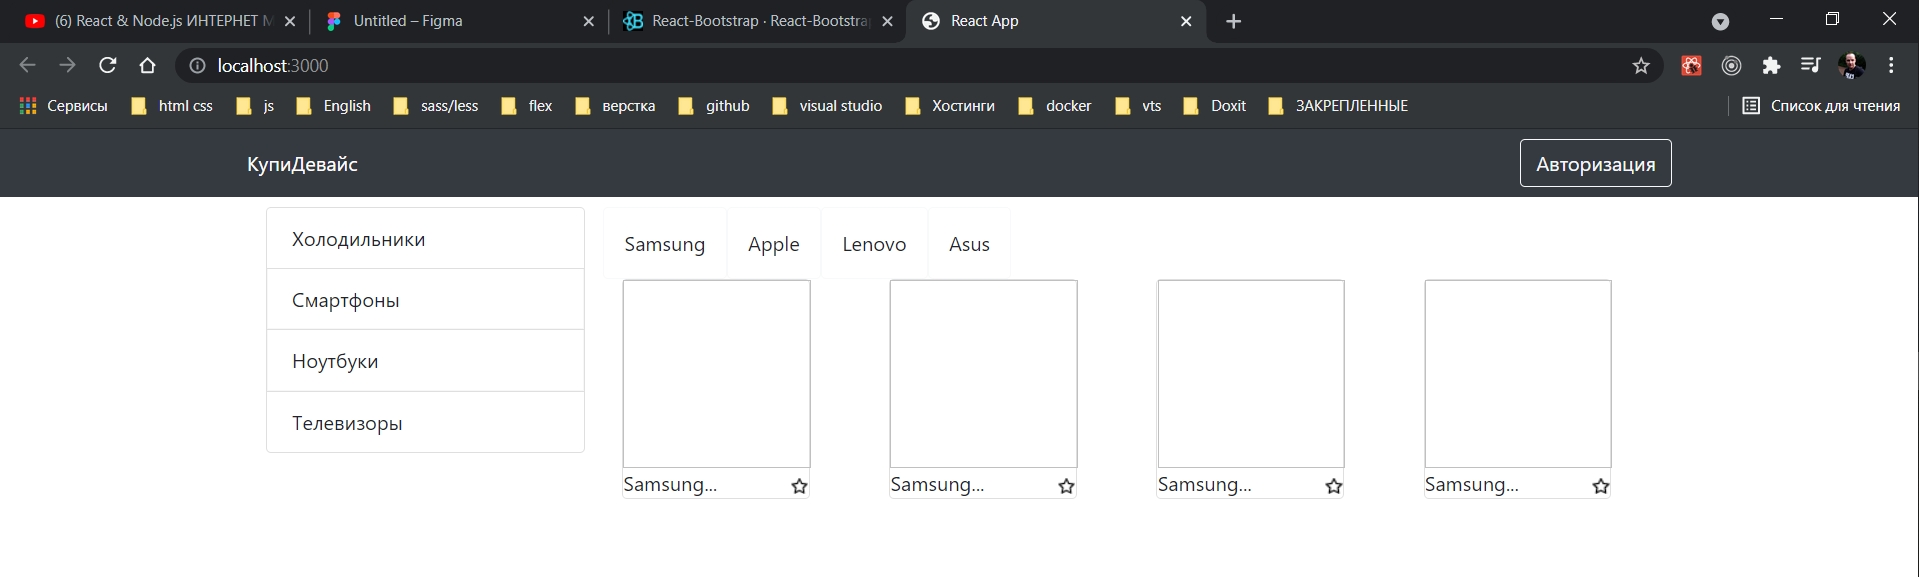 (6) React & Node.js ИНТЕРНЕТ
Untitled – Figma
React-Bootstrap · React-Bootstrap
React App
localhost:3000
Сервисы
html css
js
English
sass/less
flex
верстка
github
visual studio
Хостинги
docker
vts
Doxit
ЗАКРЕПЛЕННЫЕ
Список для чтения
КупиДевайс
Авторизация
Холодильники
Смартфоны
Ноутбуки
Телевизоры
Samsung
Apple
Lenovo
Asus
Samsung...
Samsung...
Samsung...
Samsung...